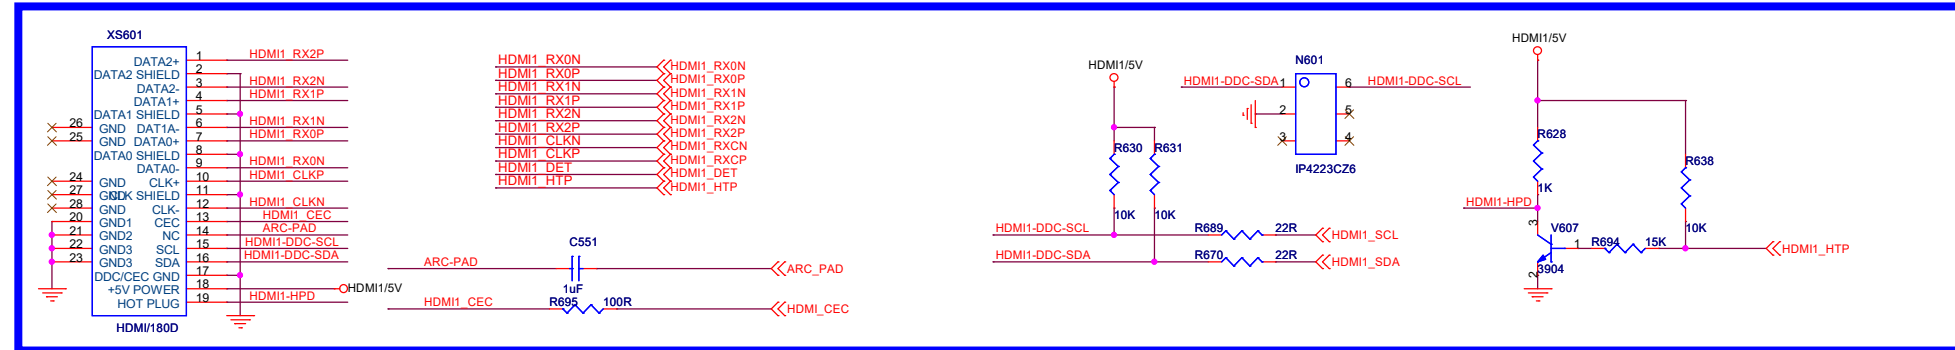 XS601
1 HDMI1_RX2P
DATA2+
2
DATA2 SHIELD
3 HDMI1_RX2N
DATA2-
4 HDMI1_RX1P
DATA1+
5
DATA1 SHIELD
26 GND
6 HDMI1_RX1N
DAT1A-
25 GND
7 HDMI1_RX0P
DATA0+
8
DATA0 SHIELD
9 HDMI1_RX0N
DATA0-
24 GND
10 HDMI1_CLKP
CLK+
27 GND
11
CLK SHIELD
28 GND
12 HDMI1_CLKN
CLK-
20 GND1
13 HDMI1_CEC
CEC
21 GND2
14 ARC-PAD
NC
22 GND3
15 HDMI1-DDC-SCL
SCL
23 GND3
16 HDMI1-DDC-SDA
SDA
17
DDC/CEC GND
18 HDMI1/5V
+5V POWER
19 HDMI1-HPD
HOT PLUG
HDMI/180D
HDMI1_RX0N HDMI1_RX0N
HDMI1_RX0P HDMI1_RX0P
HDMI1_RX1N HDMI1_RX1N
HDMI1_RX1P HDMI1_RX1P
HDMI1_RX2N HDMI1_RX2N
HDMI1_RX2P HDMI1_RX2P
HDMI1_CLKN HDMI1_RXCN
HDMI1_CLKP HDMI1_RXCP
HDMI1_DET HDMI1_DET
HDMI1_HTP HDMI1_HTP
C551
ARC-PAD ARC_PAD
1uF
HDMI1_CEC R695 100R HDMI_CEC
HDMI1/5V
R630 R631
10K 10K
HDMI1-DDC-SCL R689 22R HDMI1_SCL
HDMI1-DDC-SDA R670 22R HDMI1_SDA
N601
HDMI1-DDC-SDA 1 6 HDMI1-DDC-SCL
2 5
3 4
IP4223CZ6
HDMI1/5V
R628
R638
1K
HDMI1-HPD
3 V607 10K
1 R694 15K HDMI1_HTP
3904
2